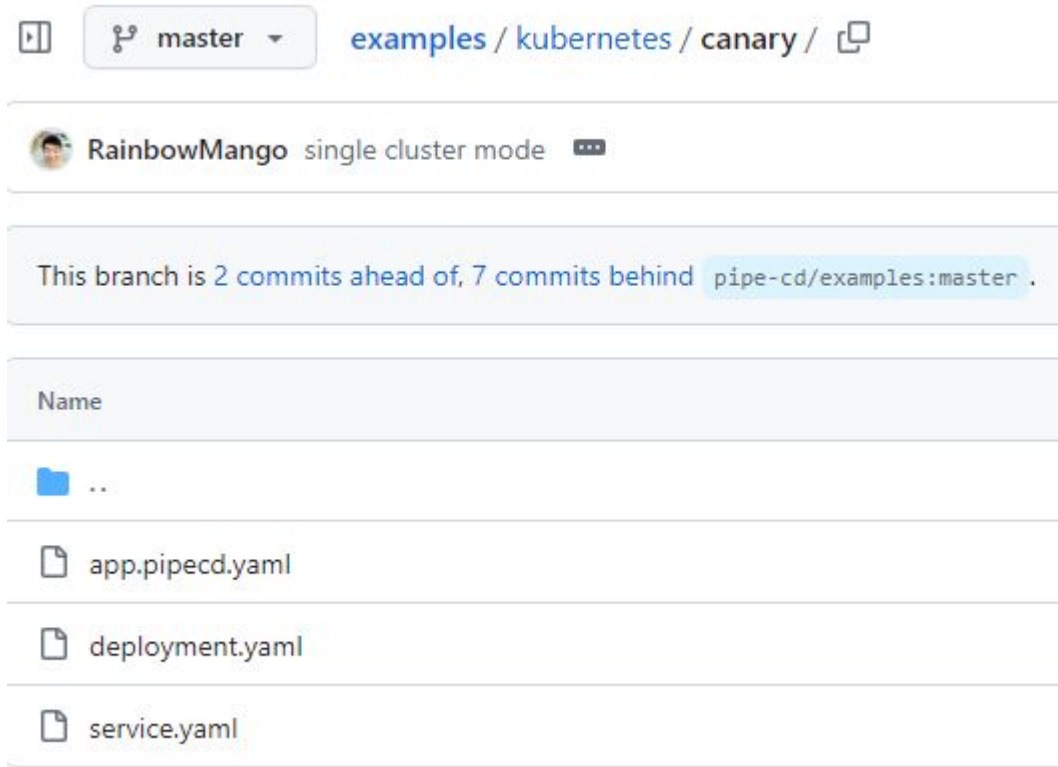 master examples / kubernetes / canary /
RainbowMango single cluster mode
This branch is 2 commits ahead of, 7 commits behind pipe-cd/examples:master .
Name
..
app.pipecd.yaml
deployment.yaml
service.yaml